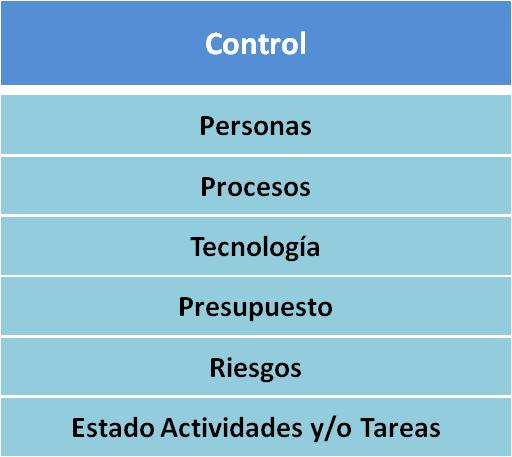 Control
Personas
Procesos
Tecnología
Presupuesto
Riesgos
Estado Actividades y/o Tareas